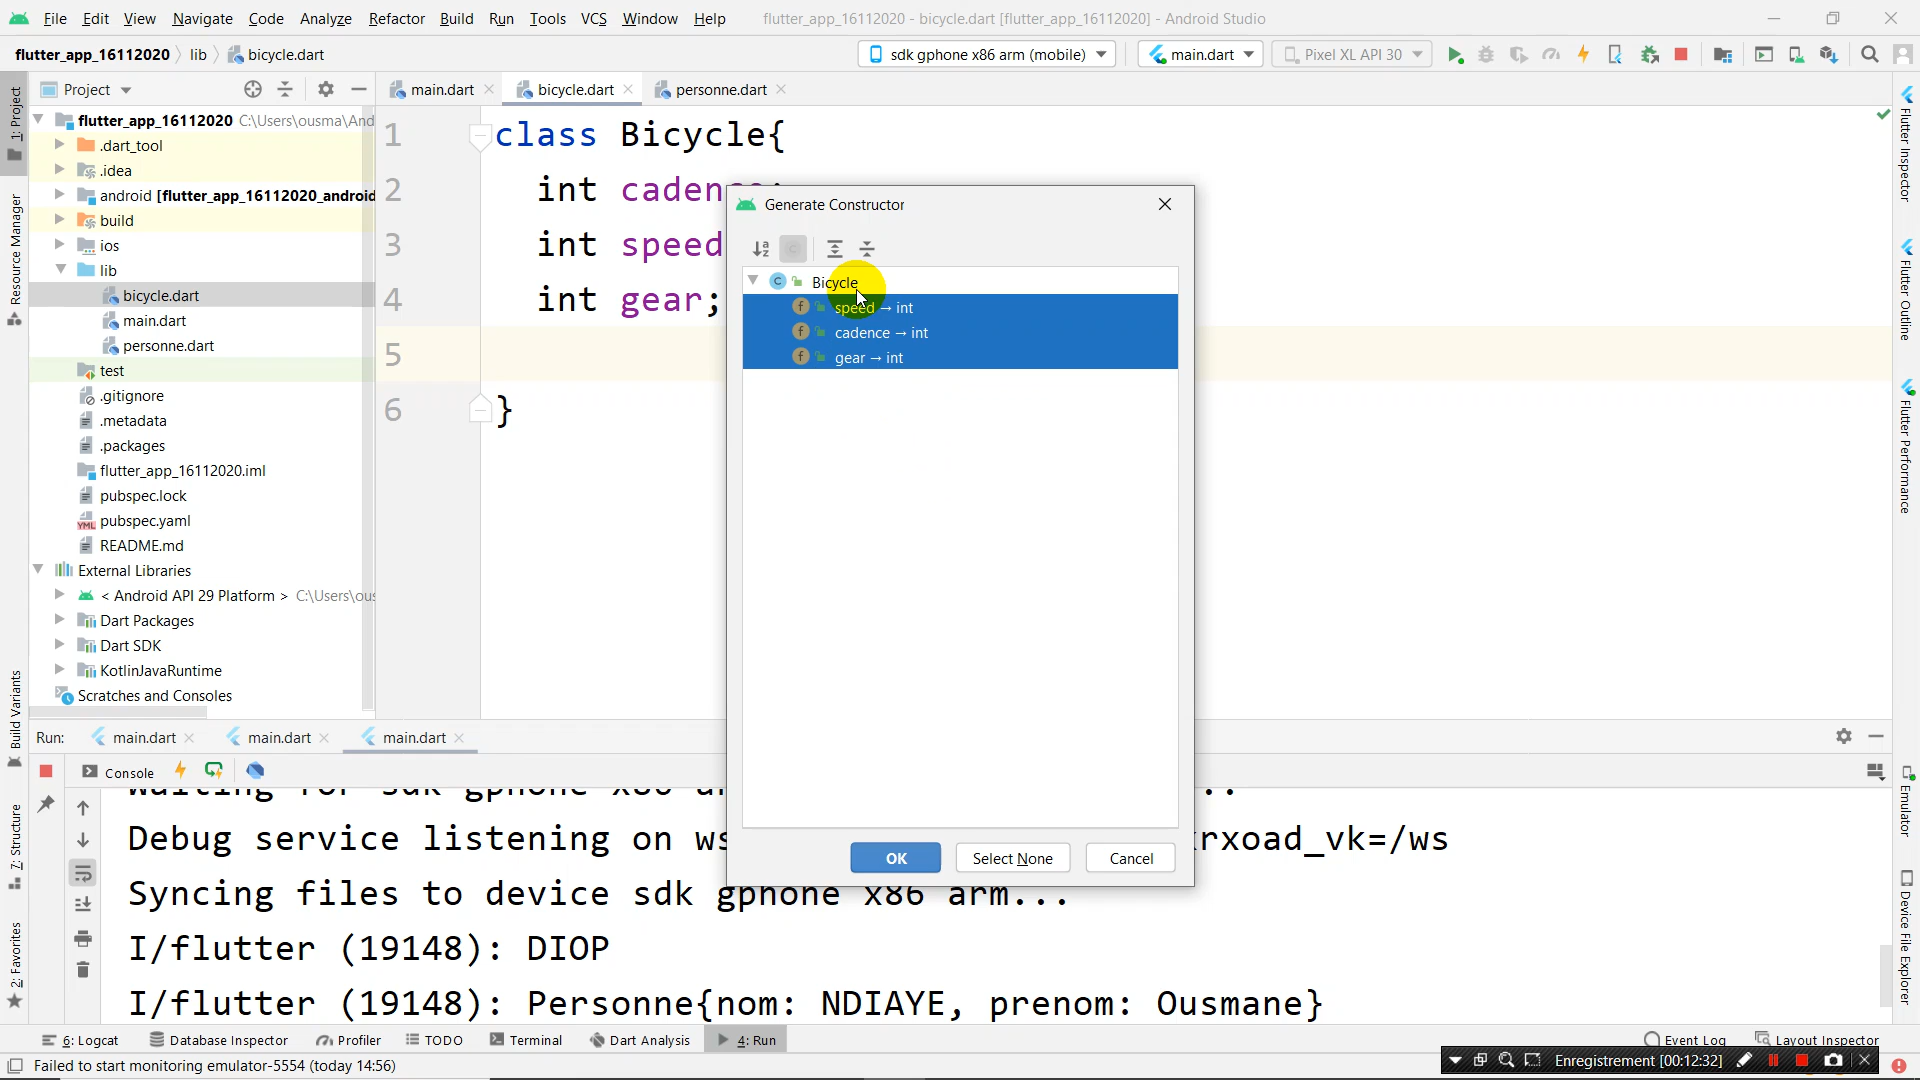 File Edit View Navigate Code Analyze Refactor Build Run Tools VCS Window Help flutter_app_16112020 - bicycle.dart [flutter_app_16112020] - Android Studio
flutter_app_16112020 lib bicycle.dart sdk gphone x86 arm (mobile) main.dart Pixel XL API 30
Project main.dart bicycle.dart personne.dart
1: Project
Resource Manager
Build Variants
7: Structure
2: Favorites
flutter_app_16112020 C:\Users\ousma\And
.dart_tool
.idea
android [flutter_app_16112020_android
build
ios
lib
bicycle.dart
main.dart
personne.dart
test
.gitignore
.metadata
.packages
flutter_app_16112020.iml
pubspec.lock
pubspec.yaml
README.md
External Libraries
< Android API 29 Platform > C:\Users\ous
Dart Packages
Dart SDK
KotlinJavaRuntime
Scratches and Consoles
1 class Bicycle{
2 int cadence;
3 int speed
4 int gear;
5
6 }
Generate Constructor
Bicycle
speed → int
cadence → int
gear → int
OK Select None Cancel
Flutter Inspector
Flutter Outline
Flutter Performance
Emulator
Device File Explorer
Run: main.dart main.dart main.dart
Console
Waiting for sdk gphone x86 ar ..
Debug service listening on ws rxoad_vk=/ws
Syncing files to device sdk gphone x86 arm...
I/flutter (19148): DIOP
I/flutter (19148): Personne{nom: NDIAYE, prenom: Ousmane}
6: Logcat Database Inspector Profiler TODO Terminal Dart Analysis 4: Run Event Log Layout Inspector
Failed to start monitoring emulator-5554 (today 14:56) Enregistrement [00:12:32]